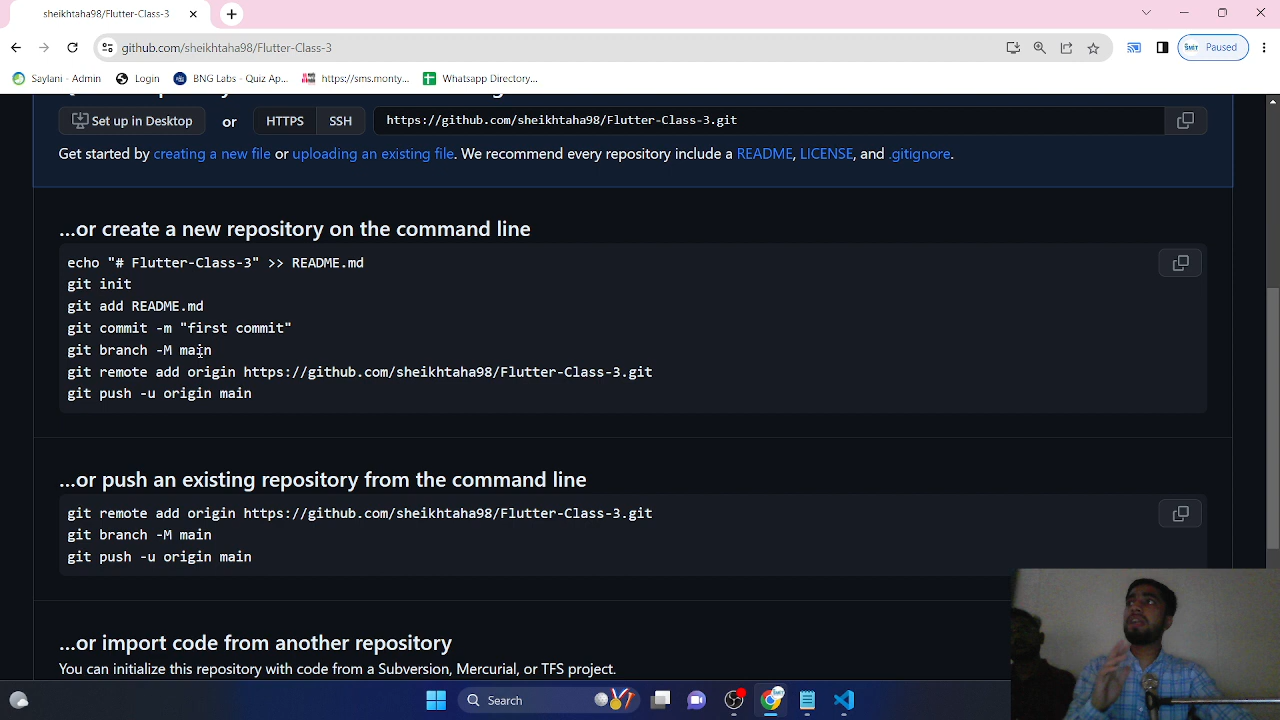 sheikhtaha98/Flutter-Class-3
github.com/sheikhtaha98/Flutter-Class-3
Paused
Saylani - Admin
Login
BNG Labs - Quiz Ap...
https://sms.monty...
Whatsapp Directory...
Set up in Desktop
or
HTTPS
SSH
https://github.com/sheikhtaha98/Flutter-Class-3.git
Get started by creating a new file or uploading an existing file. We recommend every repository include a README, LICENSE, and .gitignore.
...or create a new repository on the command line
echo "# Flutter-Class-3" >> README.md
git init
git add README.md
git commit -m "first commit"
git branch -M main
git remote add origin https://github.com/sheikhtaha98/Flutter-Class-3.git
git push -u origin main
...or push an existing repository from the command line
git remote add origin https://github.com/sheikhtaha98/Flutter-Class-3.git
git branch -M main
git push -u origin main
...or import code from another repository
You can initialize this repository with code from a Subversion, Mercurial, or TFS project.
Search